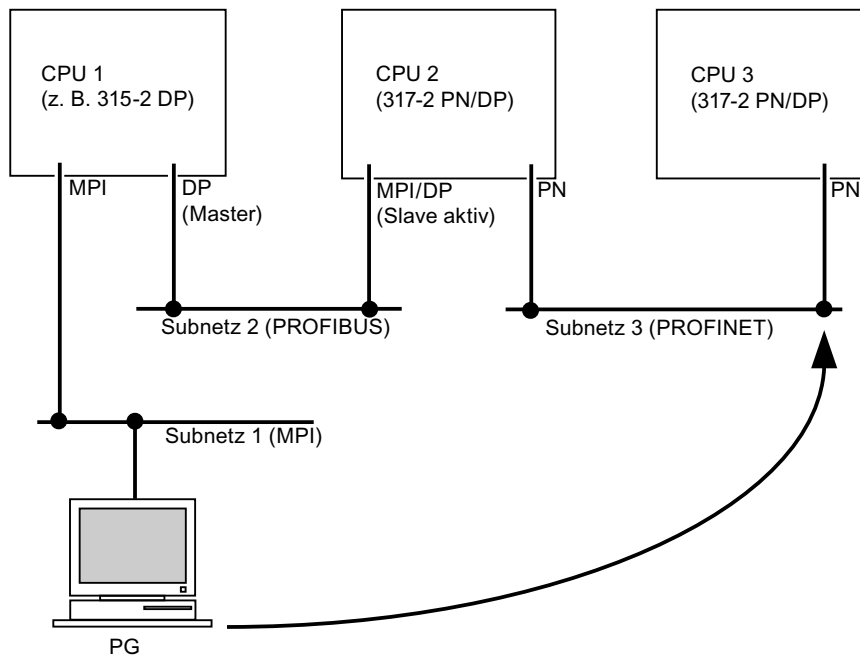 CPU 1
(z. B. 315-2 DP)
CPU 2
(317-2 PN/DP)
CPU 3
(317-2 PN/DP)
MPI
DP
(Master)
MPI/DP
(Slave aktiv)
PN
PN
Subnetz 2 (PROFIBUS)
Subnetz 3 (PROFINET)
Subnetz 1 (MPI)
PG